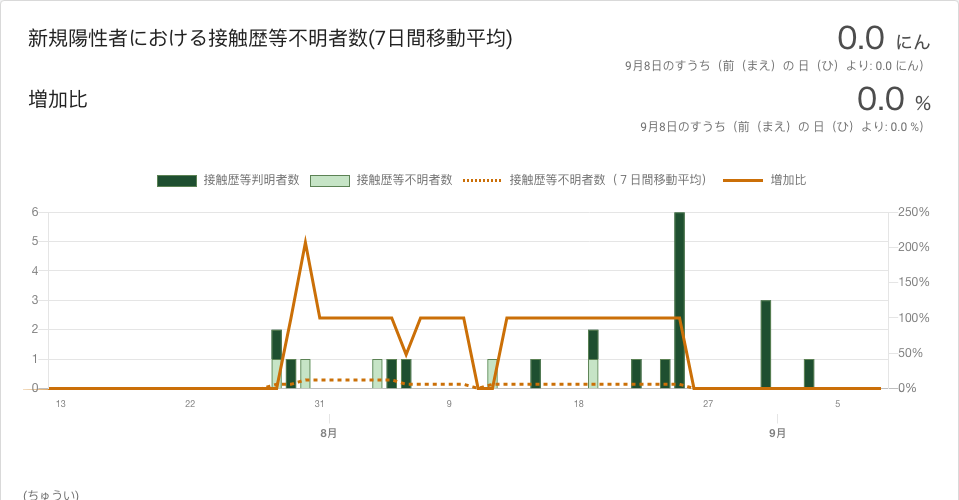 新規陽性者における接触歴等不明者数(7日間移動平均)
0.0 にん
9月8日のすうち（前（まえ）の 日（ひ）より: 0.0 にん）
増加比
0.0 %
9月8日のすうち（前（まえ）の 日（ひ）より: 0.0 %）
接触歴等判明者数 接触歴等不明者数 接触歴等不明者数（７日間移動平均） 増加比
6 250%
5 200%
4 150%
3 100%
2 50%
1 0%
0
13 22 31 9 18 27 5
8月 9月
(ちゅうい)